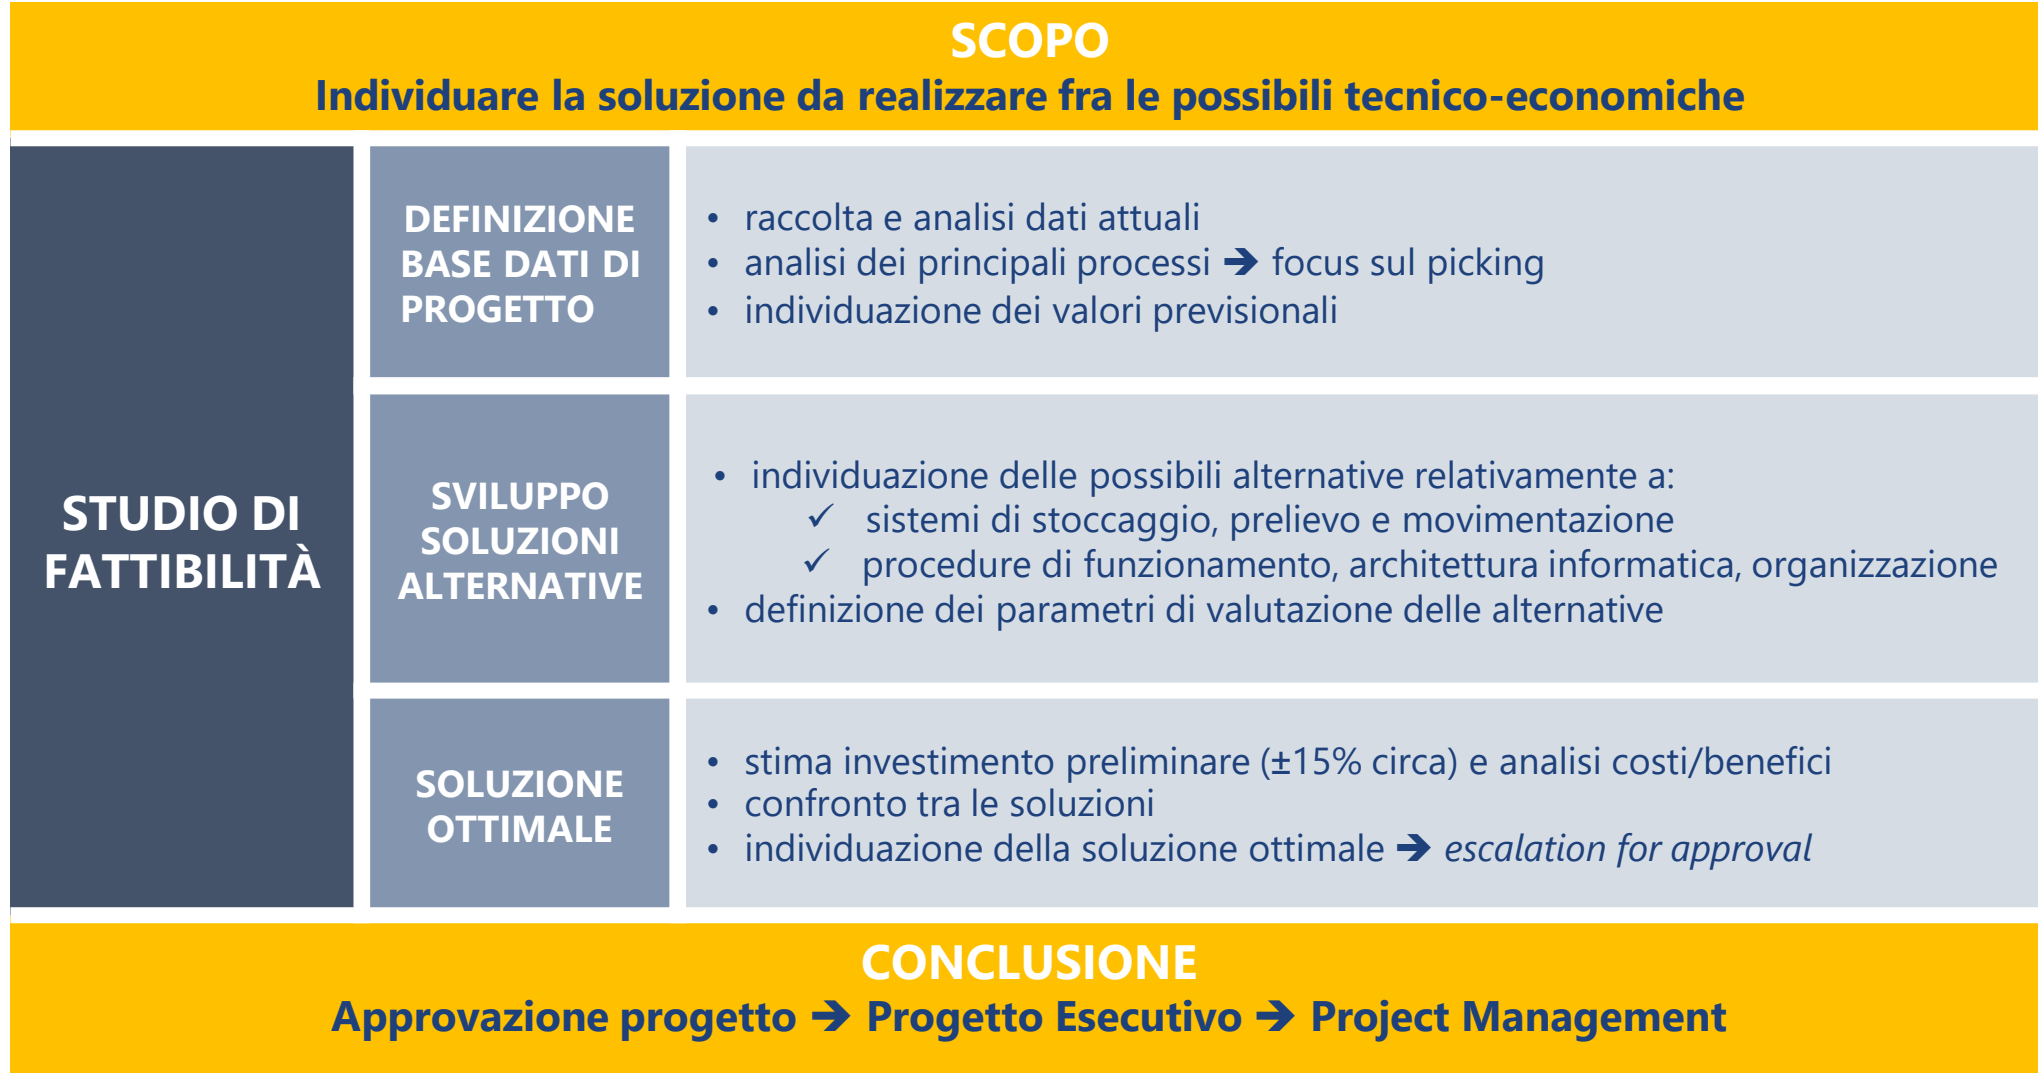 SCOPO
Individuare la soluzione da realizzare fra le possibili tecnico-economiche
STUDIO DI
FATTIBILITÀ
DEFINIZIONE
BASE DATI DI
PROGETTO
• raccolta e analisi dati attuali
• analisi dei principali processi ➔ focus sul picking
• individuazione dei valori previsionali
SVILUPPO
SOLUZIONI
ALTERNATIVE
• individuazione delle possibili alternative relativamente a:
✓ sistemi di stoccaggio, prelievo e movimentazione
✓ procedure di funzionamento, architettura informatica, organizzazione
• definizione dei parametri di valutazione delle alternative
SOLUZIONE
OTTIMALE
• stima investimento preliminare (±15% circa) e analisi costi/benefici
• confronto tra le soluzioni
• individuazione della soluzione ottimale ➔ escalation for approval
CONCLUSIONE
Approvazione progetto ➔ Progetto Esecutivo ➔ Project Management